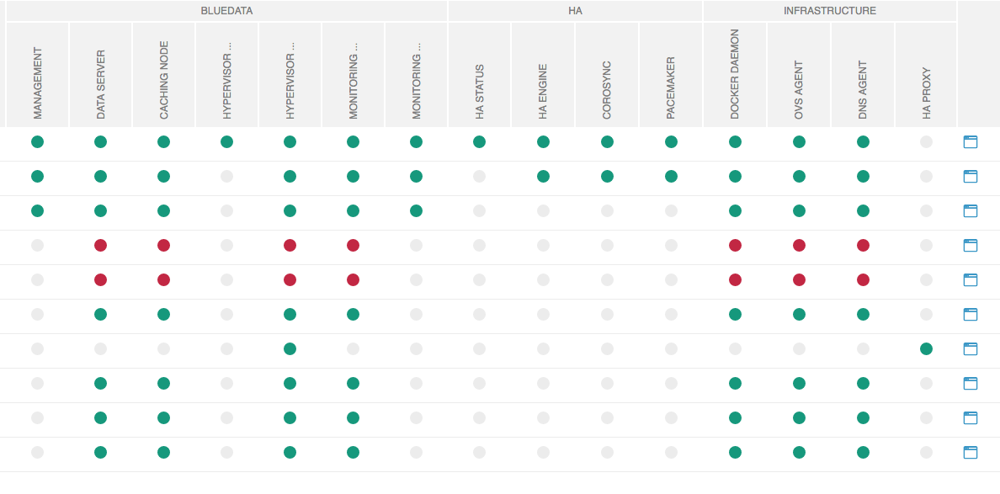 BLUEDATA
HA
INFRASTRUCTURE
MANAGEMENT
DATA SERVER
CACHING NODE
HYPERVISOR ...
HYPERVISOR ...
MONITORING ...
MONITORING ...
HA STATUS
HA ENGINE
COROSYNC
PACEMAKER
DOCKER DAEMON
OVS AGENT
DNS AGENT
HA PROXY